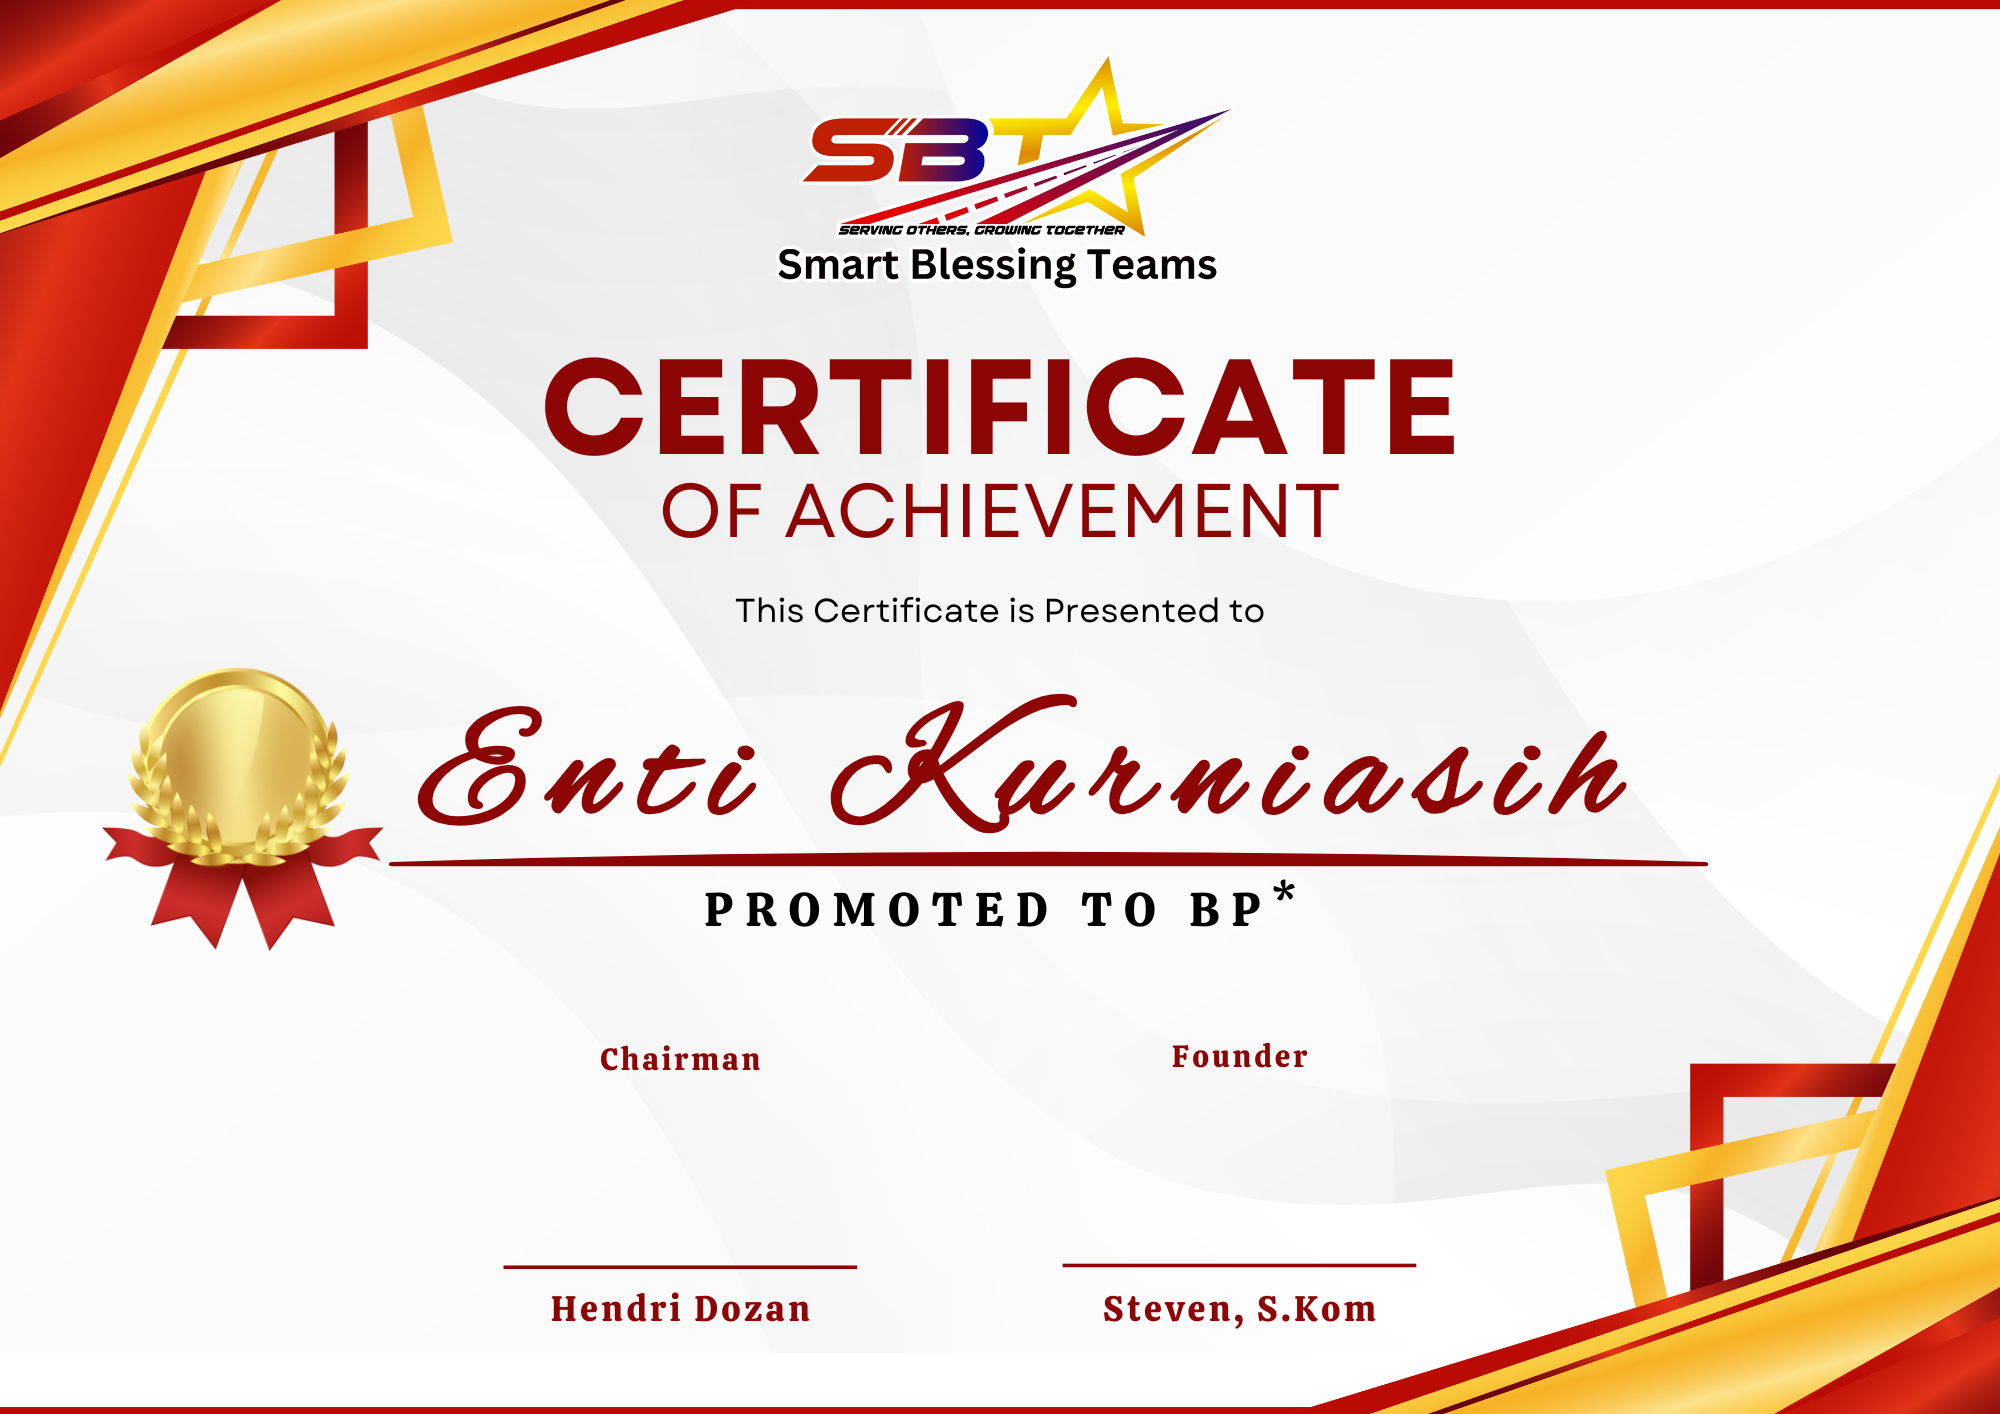 SBT
SERVING OTHERS, GROWING TOGETHER
Smart Blessing Teams
CERTIFICATE
OF ACHIEVEMENT
This Certificate is Presented to
Enti Kurniasih
PROMOTED TO BP*
Chairman
Founder
Hendri Dozan
Steven, S.Kom